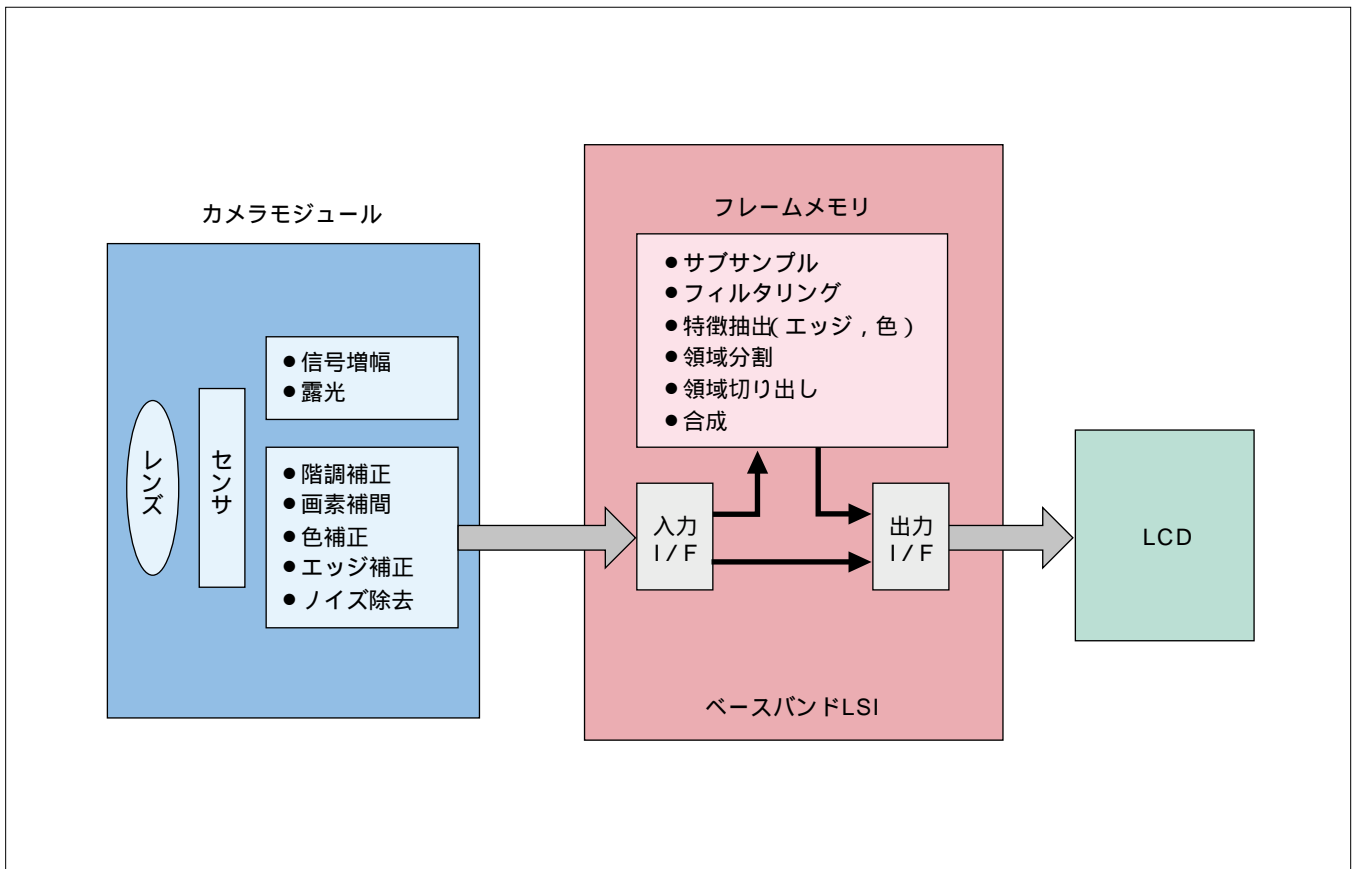 カメラモジュール
レンズ
センサ
●信号増幅
●露光
●階調補正
●画素補間
●色補正
●エッジ補正
●ノイズ除去
フレームメモリ
●サブサンプル
●フィルタリング
●特徴抽出(エッジ,色)
●領域分割
●領域切り出し
●合成
入力
I/F
出力
I/F
ベースバンドLSI
LCD